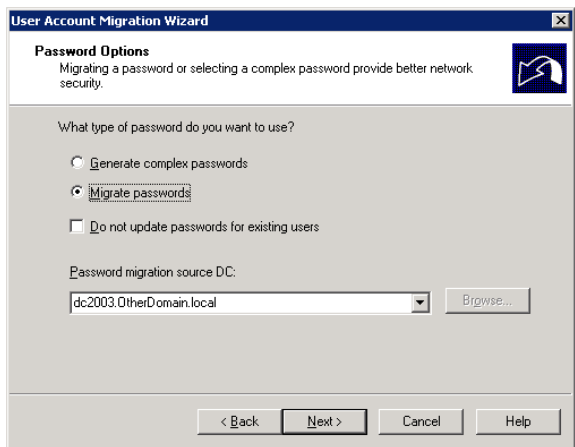 User Account Migration Wizard
Password Options
Migrating a password or selecting a complex password provide better network
security.
What type of password do you want to use?
Generate complex passwords
Migrate passwords
Do not update passwords for existing users
Password migration source DC:
dc2003.OtherDomain.local
Browse...
< Back
Next >
Cancel
Help